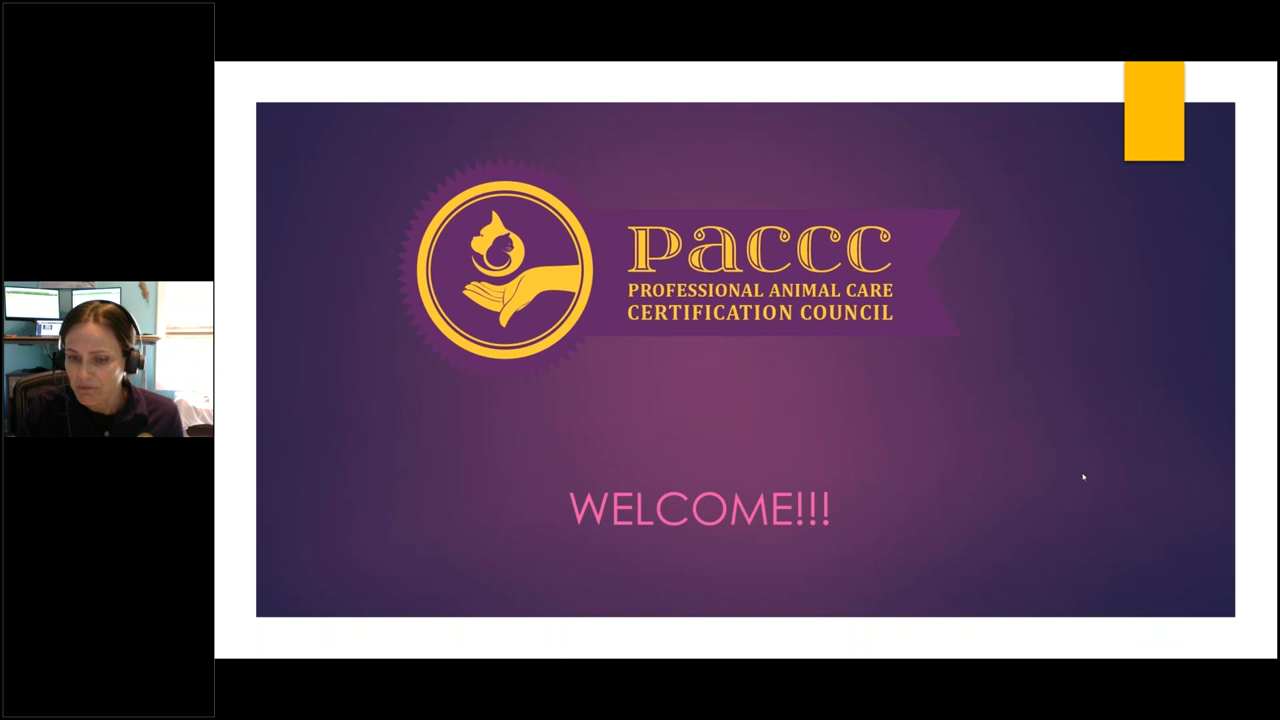 PACCC
PROFESSIONAL ANIMAL CARE
CERTIFICATION COUNCIL
WELCOME!!!